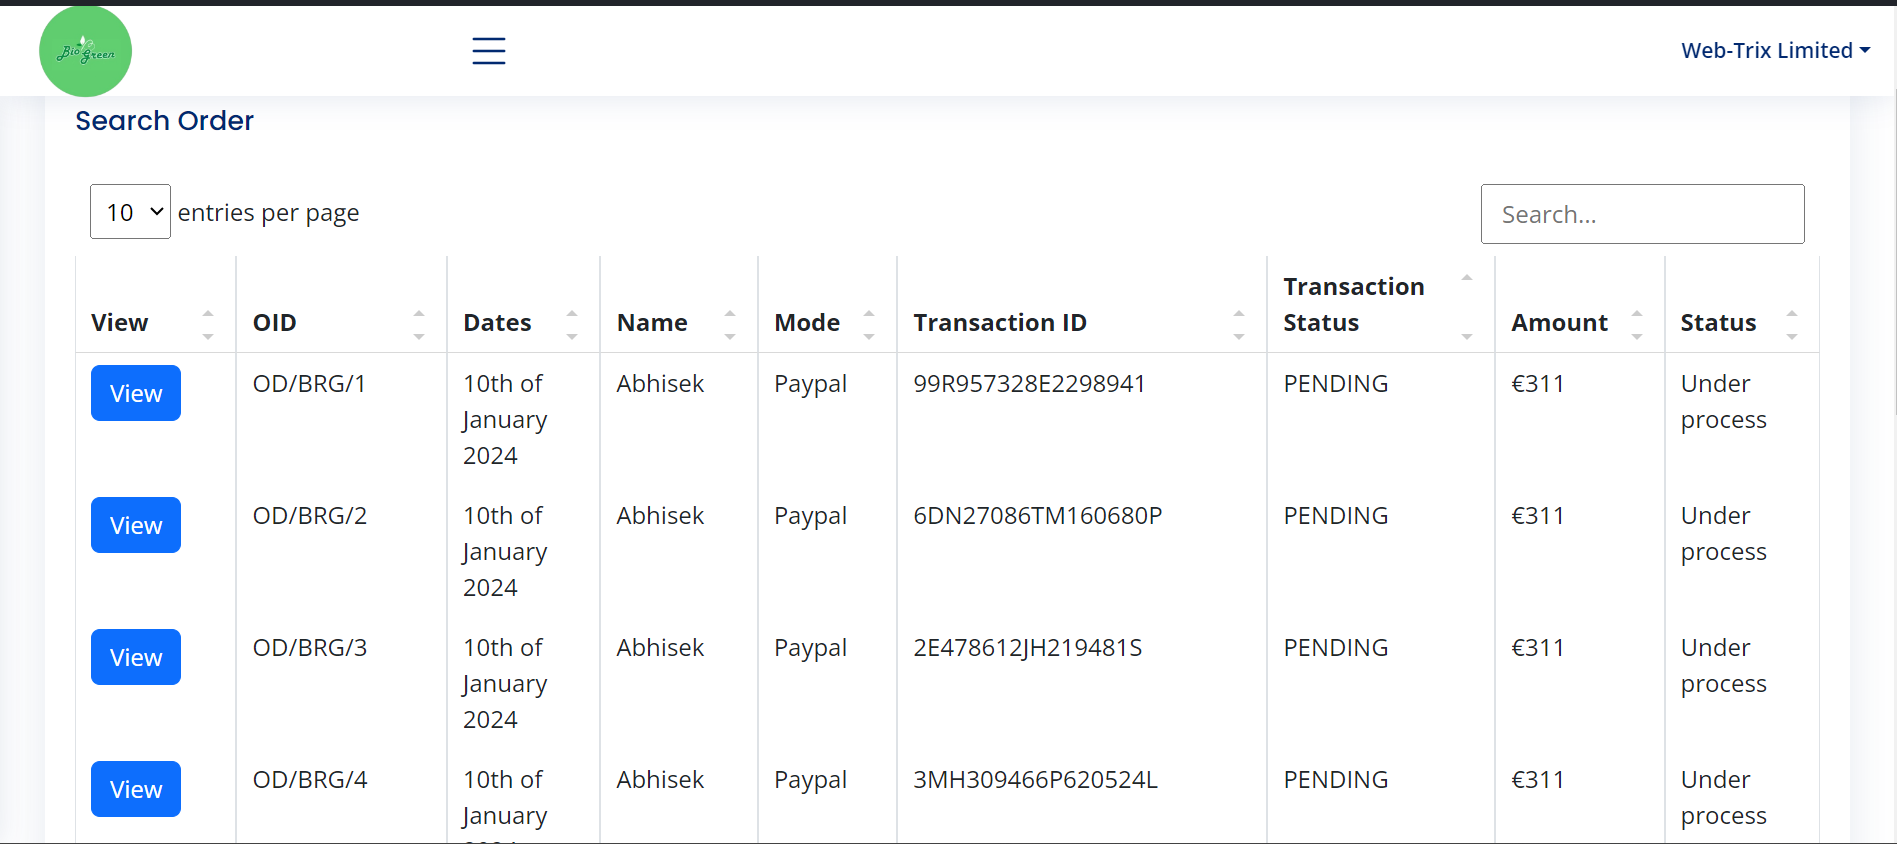 Bio Green
Web-Trix Limited
Search Order
10 entries per page
Search...
View OID Dates Name Mode Transaction ID Transaction Status Amount Status
View OD/BRG/1 10th of January 2024 Abhisek Paypal 99R957328E2298941 PENDING €311 Under process
View OD/BRG/2 10th of January 2024 Abhisek Paypal 6DN27086TM160680P PENDING €311 Under process
View OD/BRG/3 10th of January 2024 Abhisek Paypal 2E478612JH219481S PENDING €311 Under process
View OD/BRG/4 10th of January Abhisek Paypal 3MH309466P620524L PENDING €311 Under process